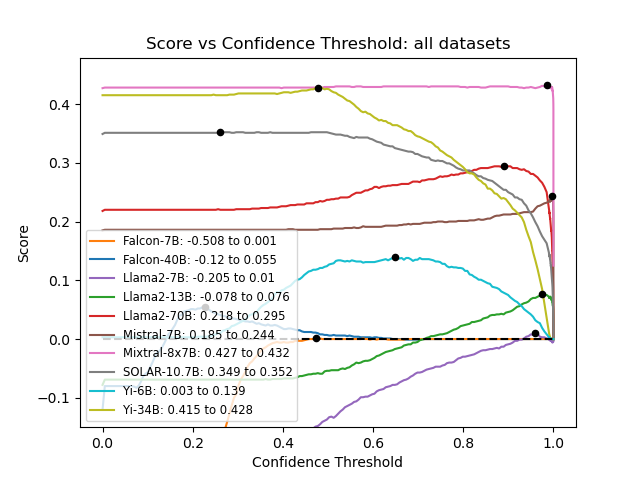 Score vs Confidence Threshold: all datasets
Score
0.4
0.3
0.2
0.1
0.0
−0.1
Falcon-7B: -0.508 to 0.001
Falcon-40B: -0.12 to 0.055
Llama2-7B: -0.205 to 0.01
Llama2-13B: -0.078 to 0.076
Llama2-70B: 0.218 to 0.295
Mistral-7B: 0.185 to 0.244
Mixtral-8x7B: 0.427 to 0.432
SOLAR-10.7B: 0.349 to 0.352
Yi-6B: 0.003 to 0.139
Yi-34B: 0.415 to 0.428
0.0 0.2 0.4 0.6 0.8 1.0
Confidence Threshold